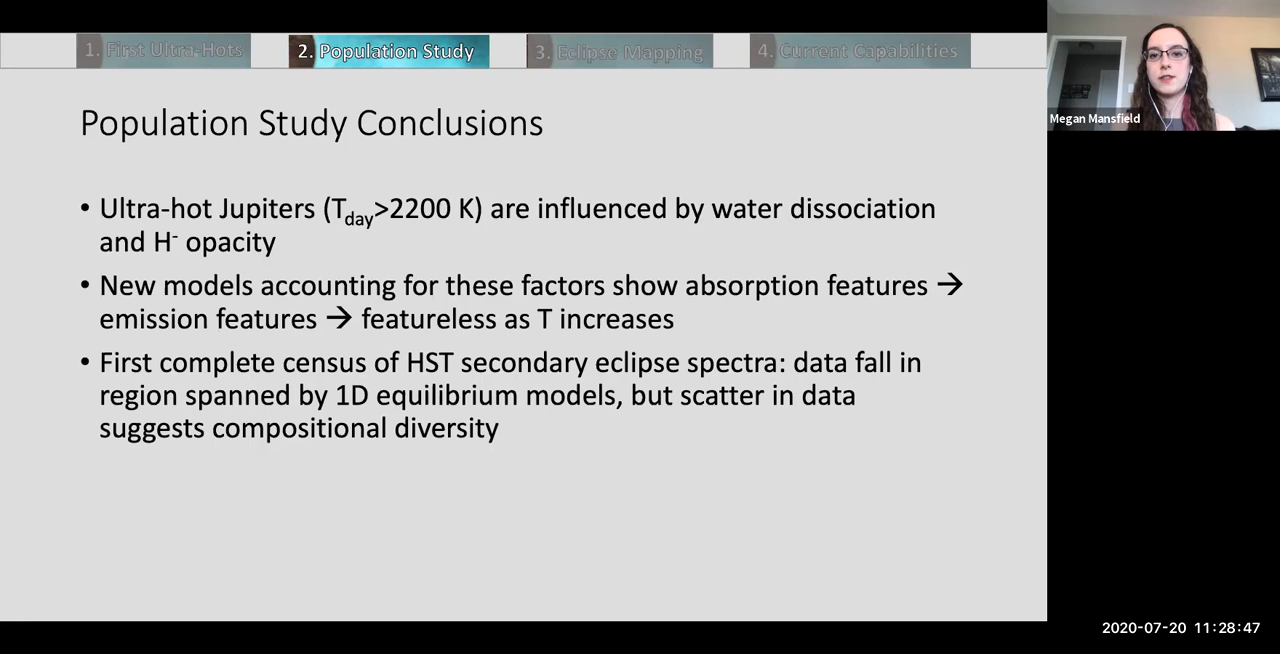 1. First Ultra-Hots
2. Population Study
3. Eclipse Mapping
4. Current Capabilities
Megan Mansfield
Population Study Conclusions
• Ultra-hot Jupiters (Tday>2200 K) are influenced by water dissociation
and H- opacity
• New models accounting for these factors show absorption features →
emission features → featureless as T increases
• First complete census of HST secondary eclipse spectra: data fall in
region spanned by 1D equilibrium models, but scatter in data
suggests compositional diversity
2020-07-20 11:28:47